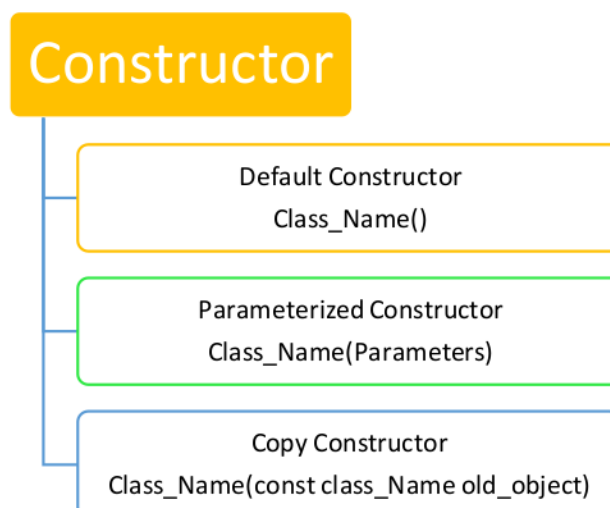 Constructor
Default Constructor
Class_Name()
Parameterized Constructor
Class_Name(Parameters)
Copy Constructor
Class_Name(const class_Name old_object)